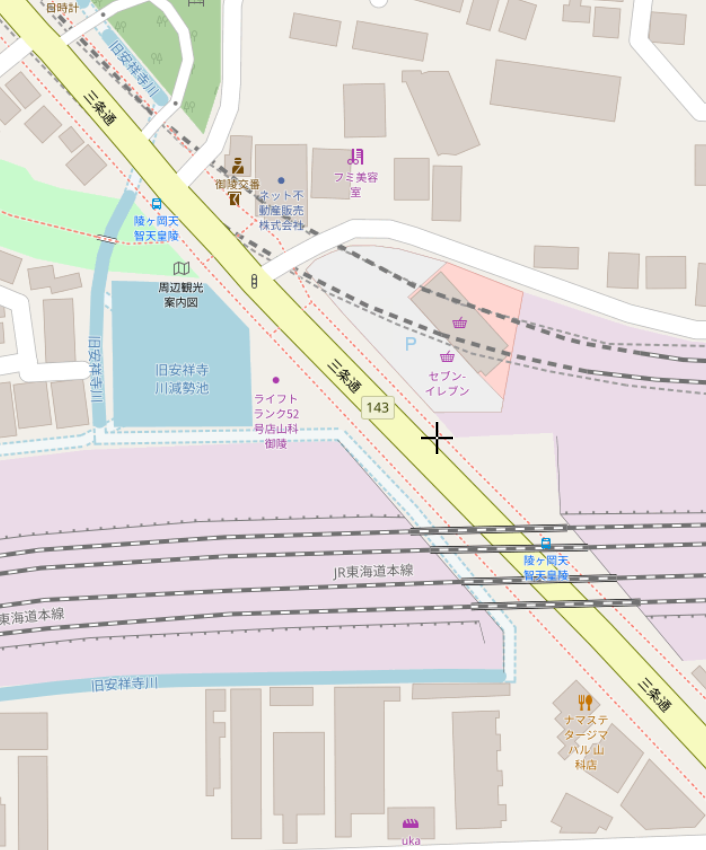 日時計
旧安祥寺川
三条通
御陵交番
ネット不
動産販売
株式会社
フミ美容
室
陵ヶ岡天
智天皇陵
周辺観光
案内図
旧安祥寺川
旧安祥寺
川減勢池
P
セブン-
イレブン
三条通
ライフト
ランク52
号店山科
御陵
143
陵ヶ岡天
智天皇陵
JR東海道本線
東海道本線
旧安祥寺川
三条通
ナマステ
タージマ
ハル 山
科店
uka